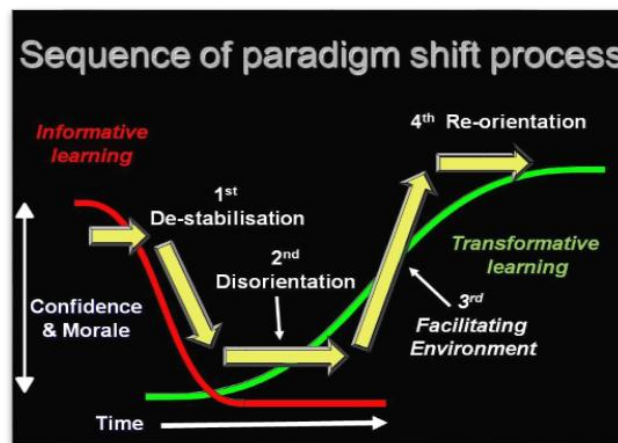 Sequence of paradigm shift process
Informative
learning
4th Re-orientation
1st
De-stabilisation
2nd
Disorientation
Transformative
learning
Confidence
& Morale
3rd
Facilitating
Environment
Time